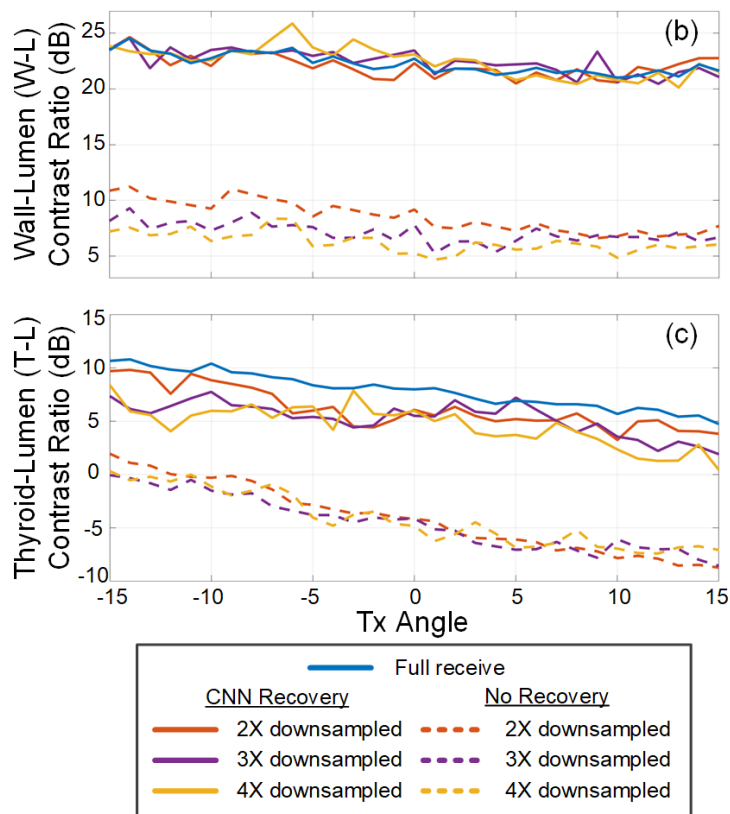 (b)
Wall-Lumen (W-L)
Contrast Ratio (dB)
25
20
15
10
5
(c)
Thyroid-Lumen (T-L)
Contrast Ratio (dB)
15
10
5
0
-5
-10
-15 -10 -5 0 5 10 15
Tx Angle
Full receive
CNN Recovery No Recovery
2X downsampled 2X downsampled
3X downsampled 3X downsampled
4X downsampled 4X downsampled